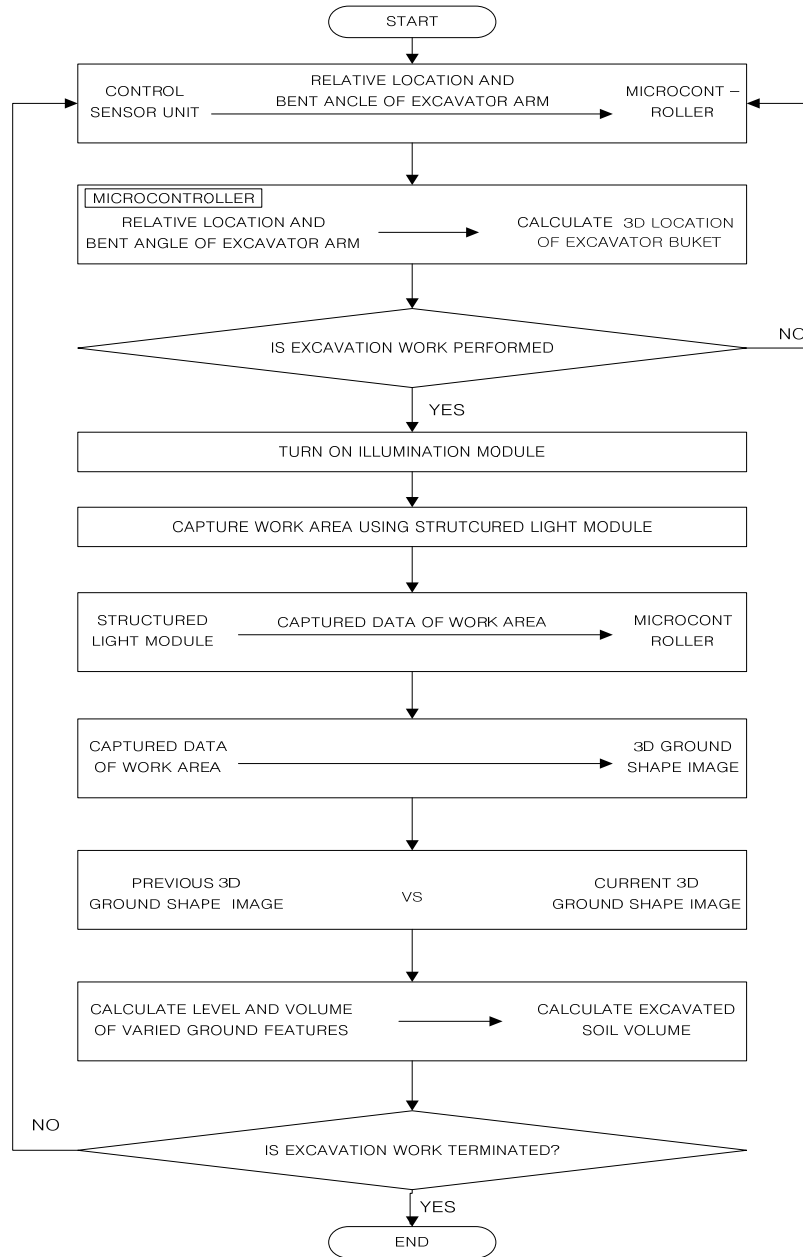 START
CONTROL
SENSOR UNIT
RELATIVE LOCATION AND
BENT ANGLE OF EXCAVATOR ARM
MICROCONT -
ROLLER
MICROCONTROLLER
RELATIVE LOCATION AND
BENT ANGLE OF EXCAVATOR ARM
CALCULATE 3D LOCATION
OF EXCAVATOR BUKET
IS EXCAVATION WORK PERFORMED
NO
YES
TURN ON ILLUMINATION MODULE
CAPTURE WORK AREA USING STRUTCURED LIGHT MODULE
STRUCTURED
LIGHT MODULE
CAPTURED DATA OF WORK AREA
MICROCONT
ROLLER
CAPTURED DATA
OF WORK AREA
3D GROUND
SHAPE IMAGE
PREVIOUS 3D
GROUND SHAPE IMAGE
VS
CURRENT 3D
GROUND SHAPE IMAGE
CALCULATE LEVEL AND VOLUME
OF VARIED GROUND FEATURES
CALCULATE EXCAVATED
SOIL VOLUME
NO
IS EXCAVATION WORK TERMINATED?
YES
END